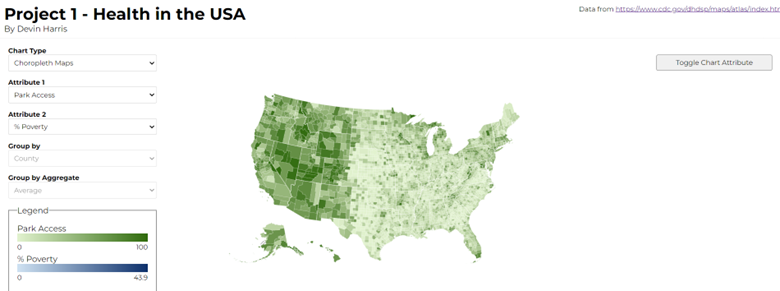 Project 1 - Health in the USA
By Devin Harris
Data from https://www.cdc.gov/dhdsp/maps/atlas/index.htm
Chart Type
Choropleth Maps
Toggle Chart Attribute
Attribute 1
Park Access
Attribute 2
% Poverty
Group by
County
Group by Aggregate
Average
Legend
Park Access
0 100
% Poverty
0 43.9